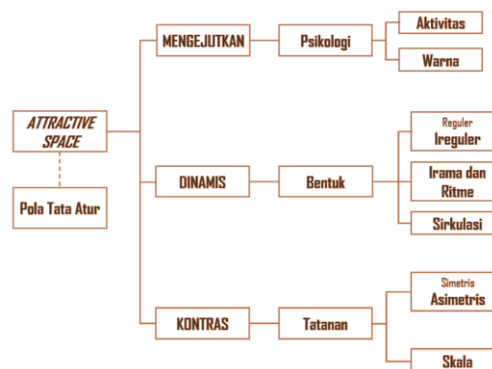 MENGEJUTKAN
Psikologi
Aktivitas
Warna
ATTRACTIVE
SPACE
Pola Tata Atur
DINAMIS
Bentuk
Reguler
Ireguler
Irama dan
Ritme
Sirkulasi
KONTRAS
Tatanan
Simetris
Asimetris
Skala